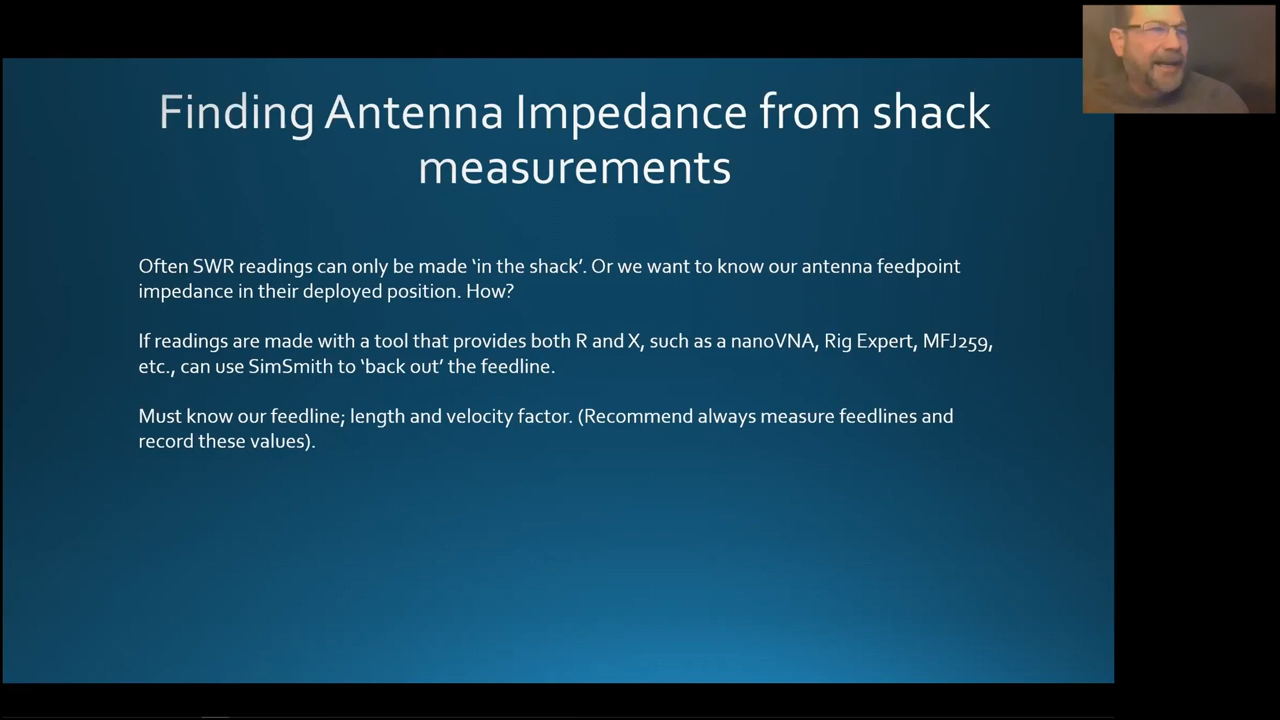 Finding Antenna Impedance from shack
measurements
Often SWR readings can only be made ‘in the shack’. Or we want to know our antenna feedpoint
impedance in their deployed position. How?
If readings are made with a tool that provides both R and X, such as a nanoVNA, Rig Expert, MFJ259,
etc., can use SimSmith to ‘back out’ the feedline.
Must know our feedline; length and velocity factor. (Recommend always measure feedlines and
record these values).